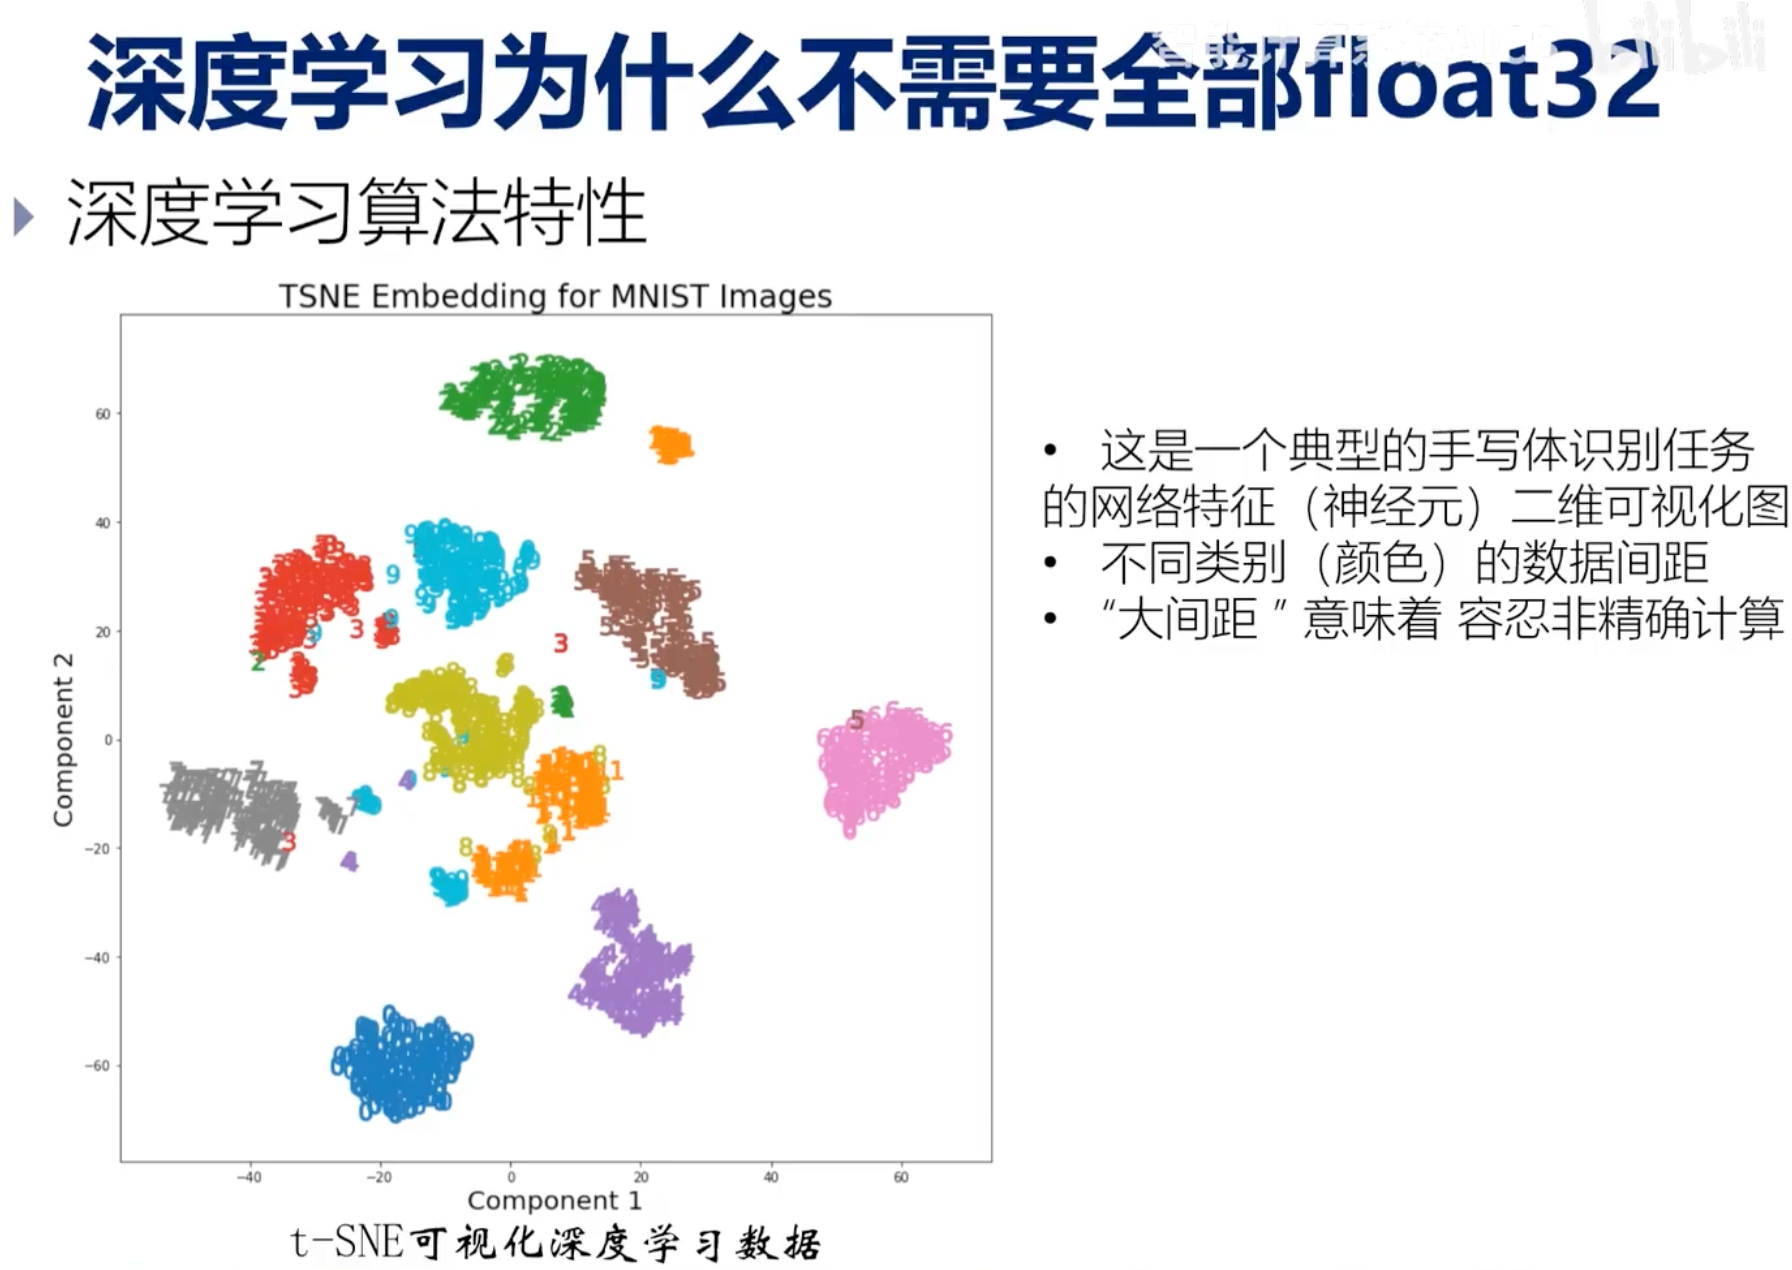 深度学习为什么不需要全部float32
bilibili
深度学习算法特性
TSNE Embedding for MNIST Images
60
40
20
0
−20
−40
−60
Component 2
−40
−20
0
20
40
60
Component 1
t-SNE可视化深度学习数据
• 这是一个典型的手写体识别任务
的网络特征（神经元）二维可视化图
• 不同类别（颜色）的数据间距
• “大间距 ” 意味着 容忍非精确计算